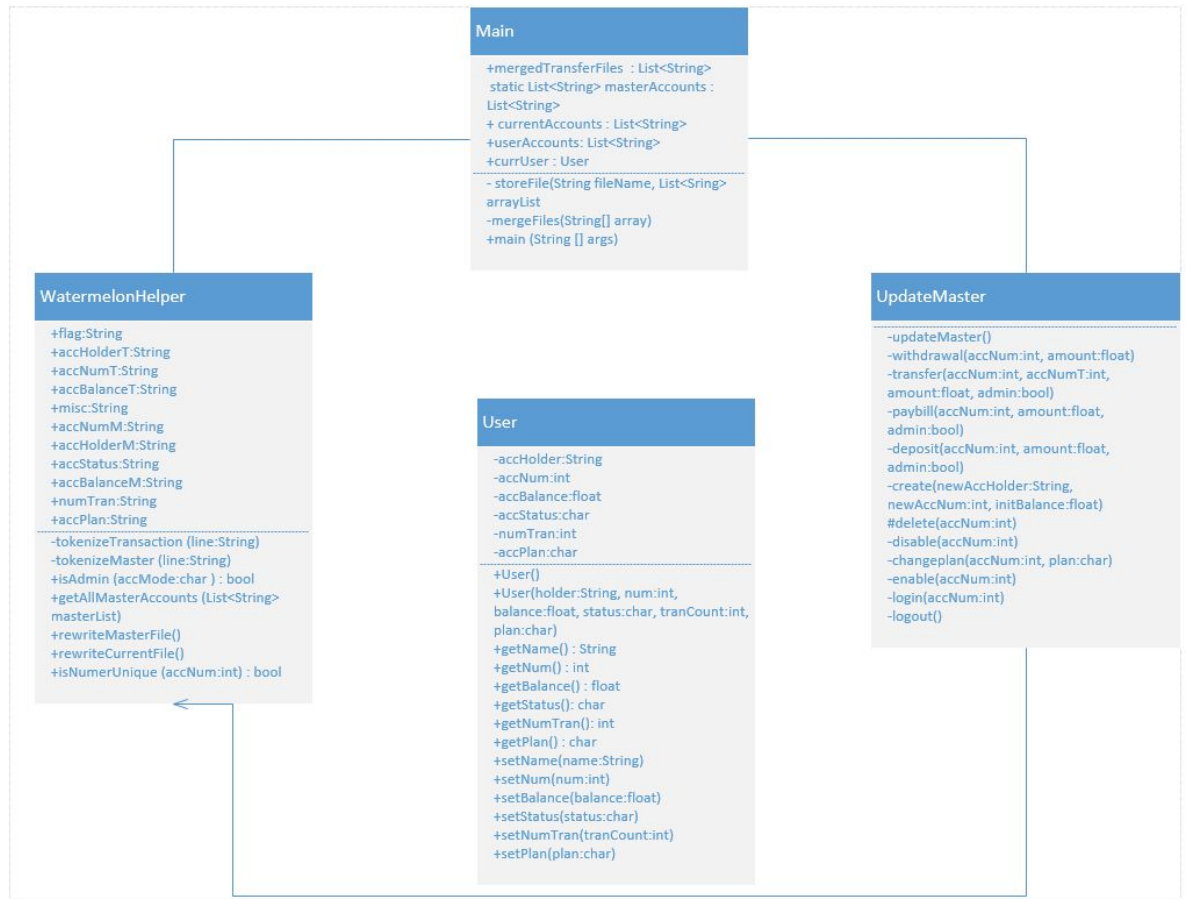 Main
+mergedTransferFiles : List<String>
static List<String> masterAccounts :
List<String>
+ currentAccounts : List<String>
+userAccounts: List<String>
+currUser : User
- storeFile(String fileName, List<Sring>
arrayList
-mergeFiles(String[] array)
+main (String [] args)
WatermelonHelper
+flag:String
+accHolderT:String
+accNumT:String
+accBalanceT:String
+misc:String
+accNumM:String
+accHolderM:String
+accStatus:String
+accBalanceM:String
+numTran:String
+accPlan:String
-tokenizeTransaction (line:String)
-tokenizeMaster (line:String)
+isAdmin (accMode:char ) : bool
+getAllMasterAccounts (List<String>
masterList)
+rewriteMasterFile()
+rewriteCurrentFile()
+isNumerUnique (accNum:int) : bool
User
-accHolder:String
-accNum:int
-accBalance:float
-accStatus:char
-numTran:int
-accPlan:char
+User()
+User(holder:String, num:int,
balance:float, status:char, tranCount:int,
plan:char)
+getName() : String
+getNum() : int
+getBalance() : float
+getStatus(): char
+getNumTran(): int
+getPlan() : char
+setName(name:String)
+setNum(num:int)
+setBalance(balance:float)
+setStatus(status:char)
+setNumTran(tranCount:int)
+setPlan(plan:char)
UpdateMaster
-updateMaster()
-withdrawal(accNum:int, amount:float)
-transfer(accNum:int, accNumT:int,
amount:float, admin:bool)
-paybill(accNum:int, amount:float,
admin:bool)
-deposit(accNum:int, amount:float,
admin:bool)
-create(newAccHolder:String,
newAccNum:int, initBalance:float)
#delete(accNum:int)
-disable(accNum:int)
-changeplan(accNum:int, plan:char)
-enable(accNum:int)
-login(accNum:int)
-logout()